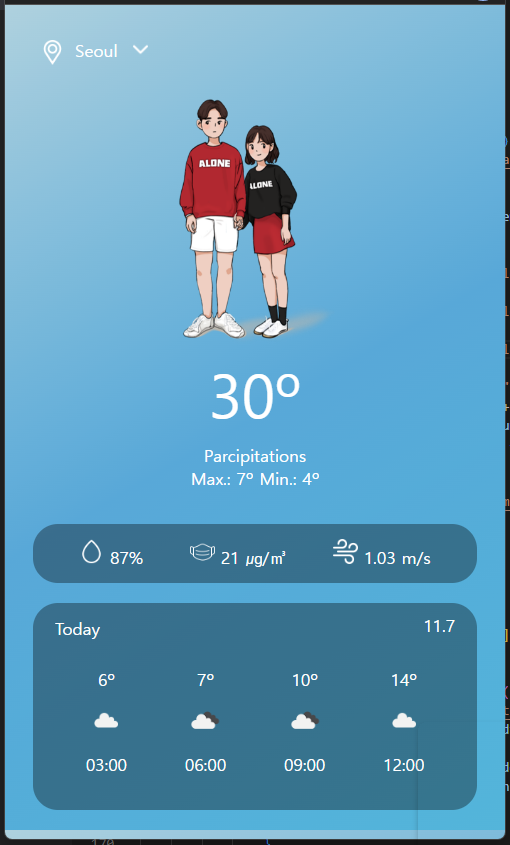 Seoul
ALONE
ALONE
30º
Parcipitations
Max.: 7º Min.: 4º
87% 21 ㎍/㎥ 1.03 m/s
Today 11.7
6º 7º 10º 14º
03:00 06:00 09:00 12:00
170